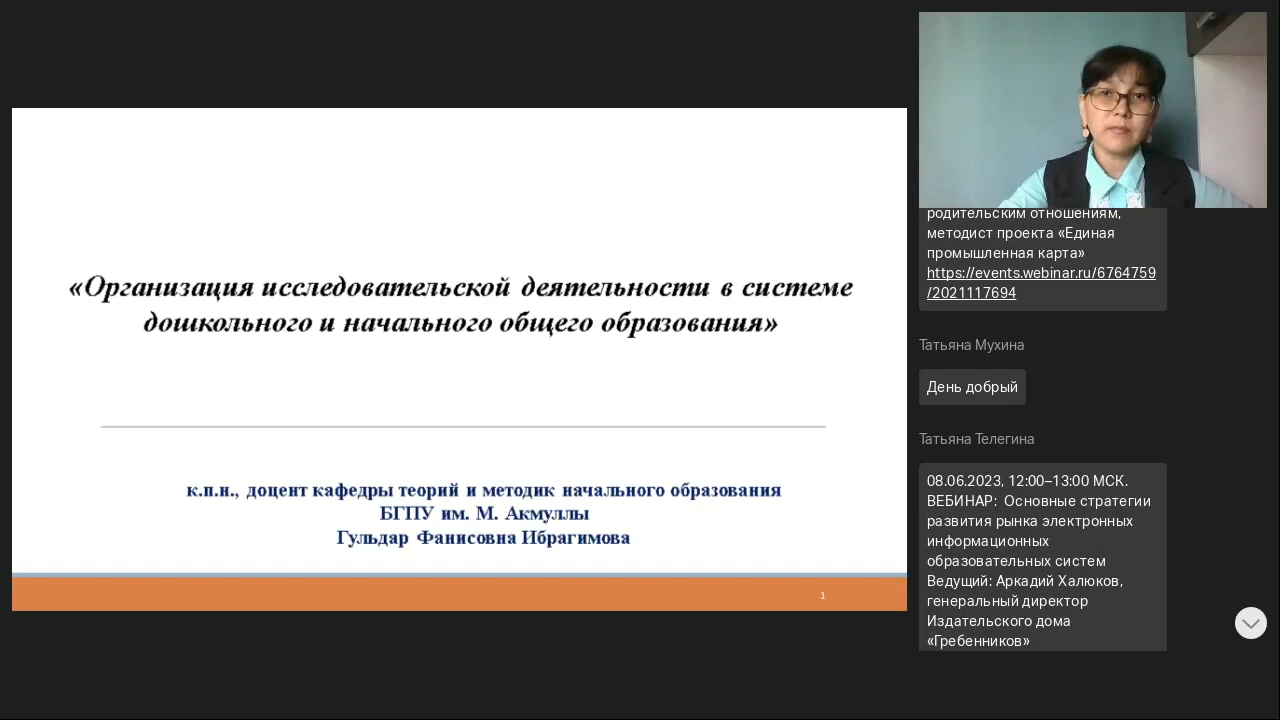 «Организация исследовательской деятельности в системе
дошкольного и начального общего образования»
к.п.н., доцент кафедры теорий и методик начального образования
БГПУ им. М. Акмуллы
Гульдар Фанисовна Ибрагимова
1
родительским отношениям,
методист проекта «Единая
промышленная карта»
https://events.webinar.ru/6764759
/2021117694
Татьяна Мухина
День добрый
Татьяна Телегина
08.06.2023, 12:00–13:00 МСК.
ВЕБИНАР: Основные стратегии
развития рынка электронных
информационных
образовательных систем
Ведущий: Аркадий Халюков,
генеральный директор
Издательского дома
«Гребенников»